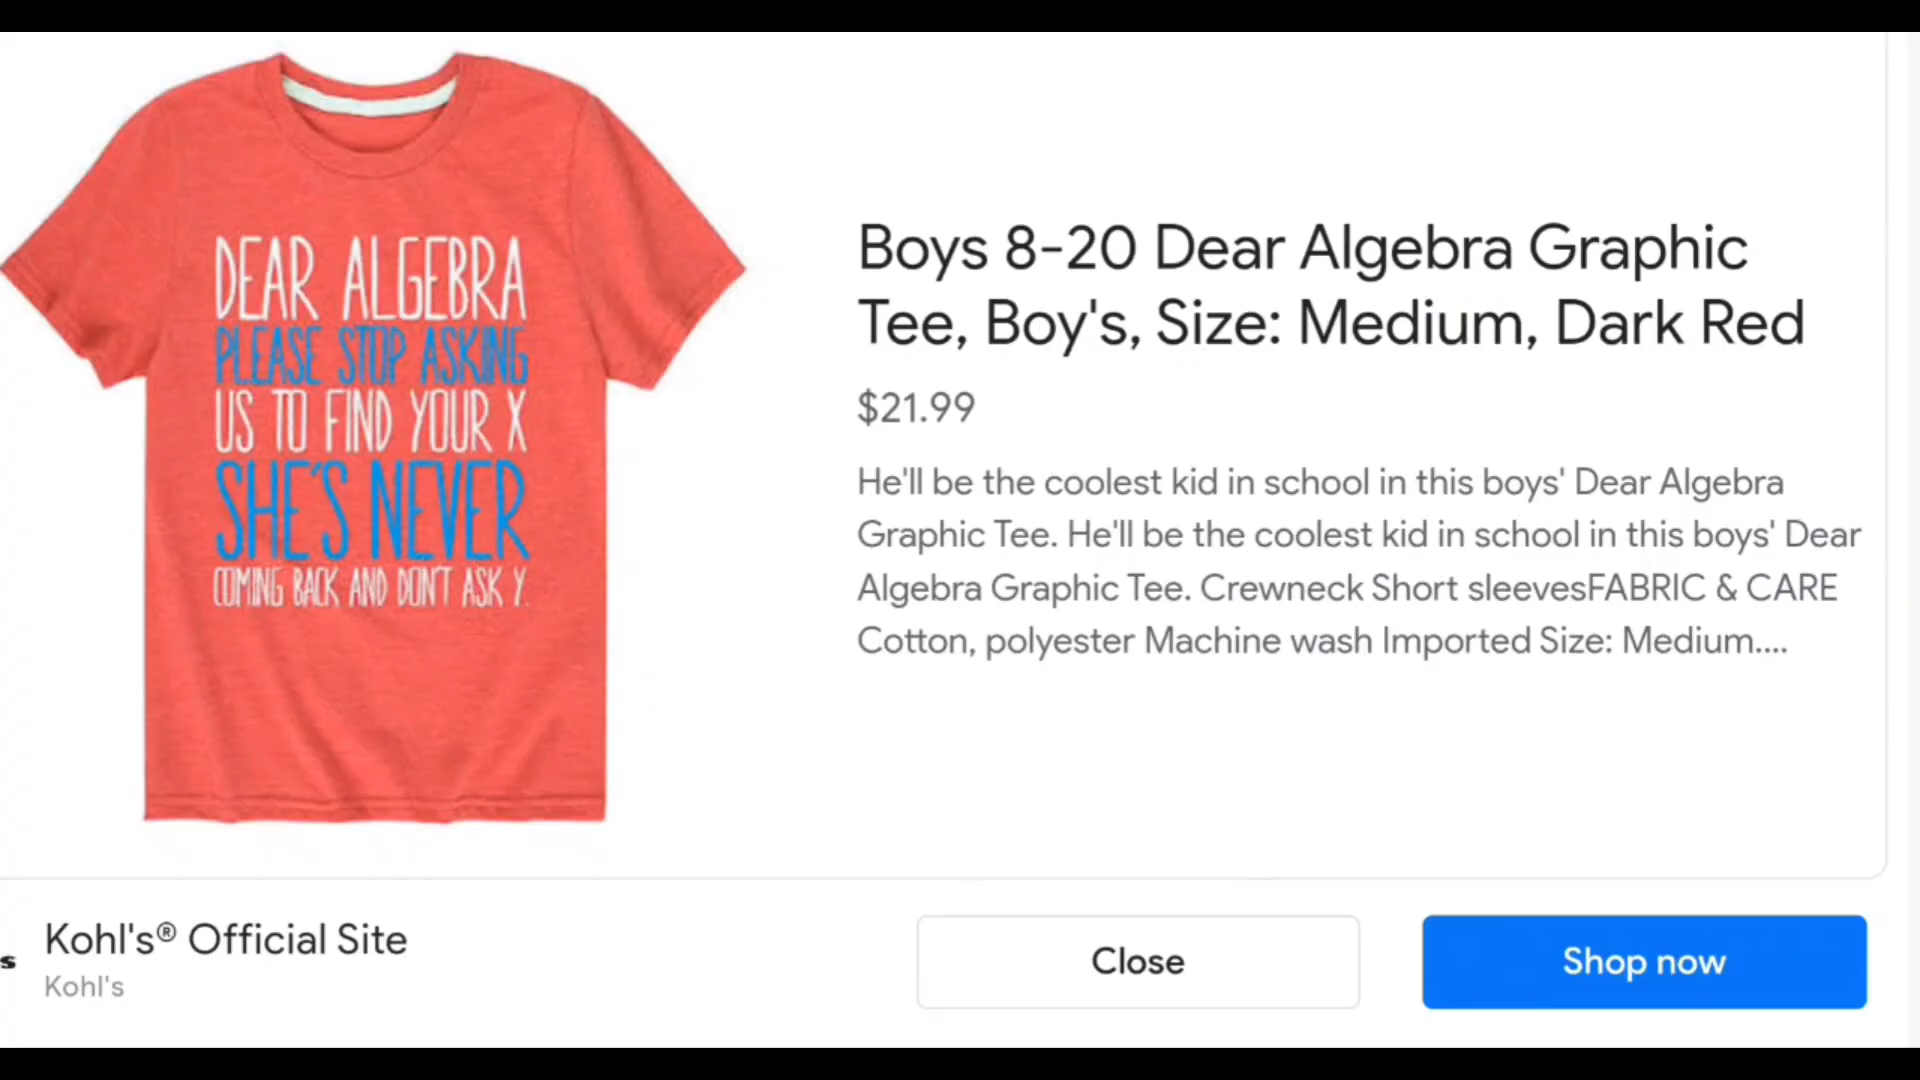 DEAR ALGEBRA
PLEASE STOP ASKING
US TO FIND YOUR X
SHE'S NEVER
COMING BACK AND DON'T ASK Y.
Boys 8-20 Dear Algebra Graphic
Tee, Boy's, Size: Medium, Dark Red
$21.99
He'll be the coolest kid in school in this boys' Dear Algebra
Graphic Tee. He'll be the coolest kid in school in this boys' Dear
Algebra Graphic Tee. Crewneck Short sleevesFABRIC & CARE
Cotton, polyester Machine wash Imported Size: Medium....
s
Kohl's® Official Site
Kohl's
Close
Shop now